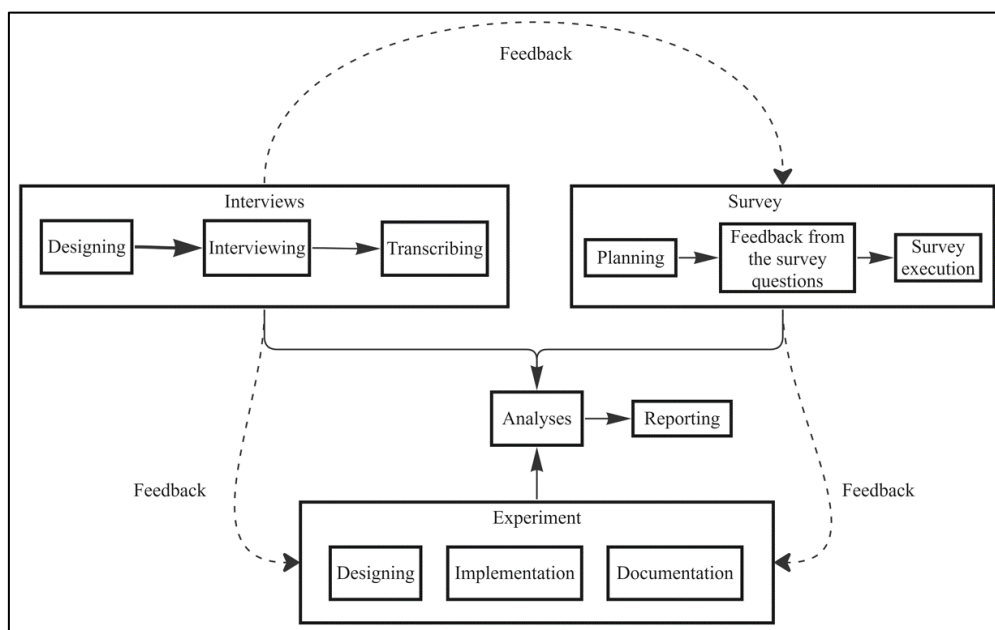 Feedback
Interviews
Designing
Interviewing
Transcribing
Survey
Planning
Feedback from
the survey
questions
Survey
execution
Analyses
Reporting
Feedback
Feedback
Experiment
Designing
Implementation
Documentation